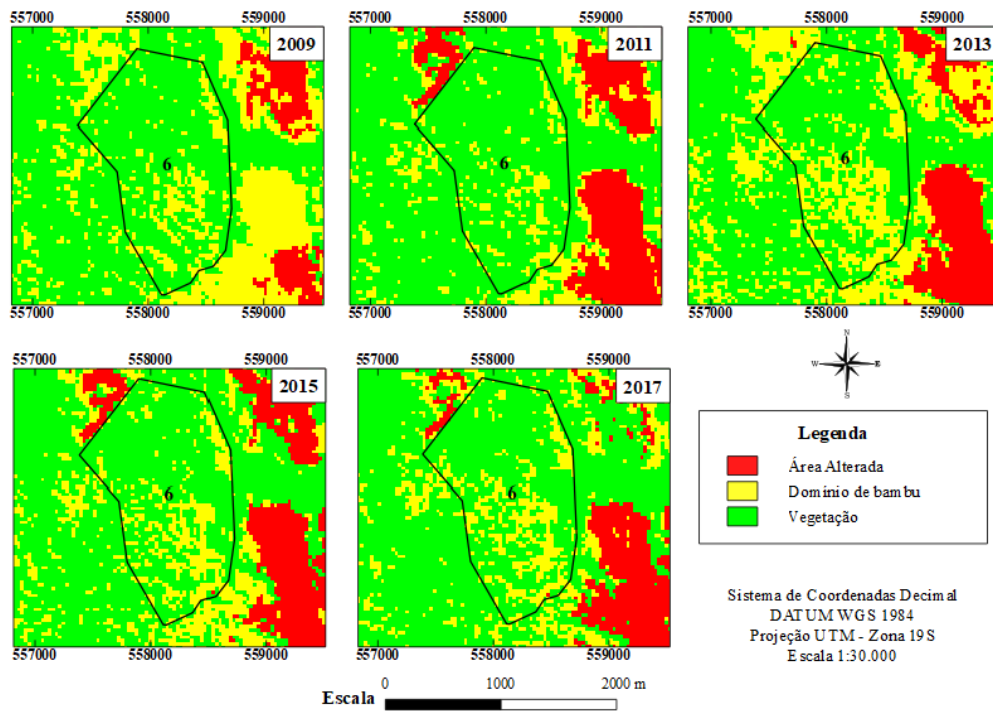 557000 558000 559000
2009
6
557000 558000 559000
557000 558000 559000
2011
6
557000 558000 559000
557000 558000 559000
2013
6
557000 558000 559000
557000 558000 559000
2015
6
557000 558000 559000
557000 558000 559000
2017
6
557000 558000 559000
N
W E
S
Legenda
Área Alterada
Domínio de bambu
Vegetação
Sistema de Coordenadas Decimal
DATUM WGS 1984
Projeção UTM - Zona 19 S
Escala 1:30.000
Escala 0 1000 2000 m